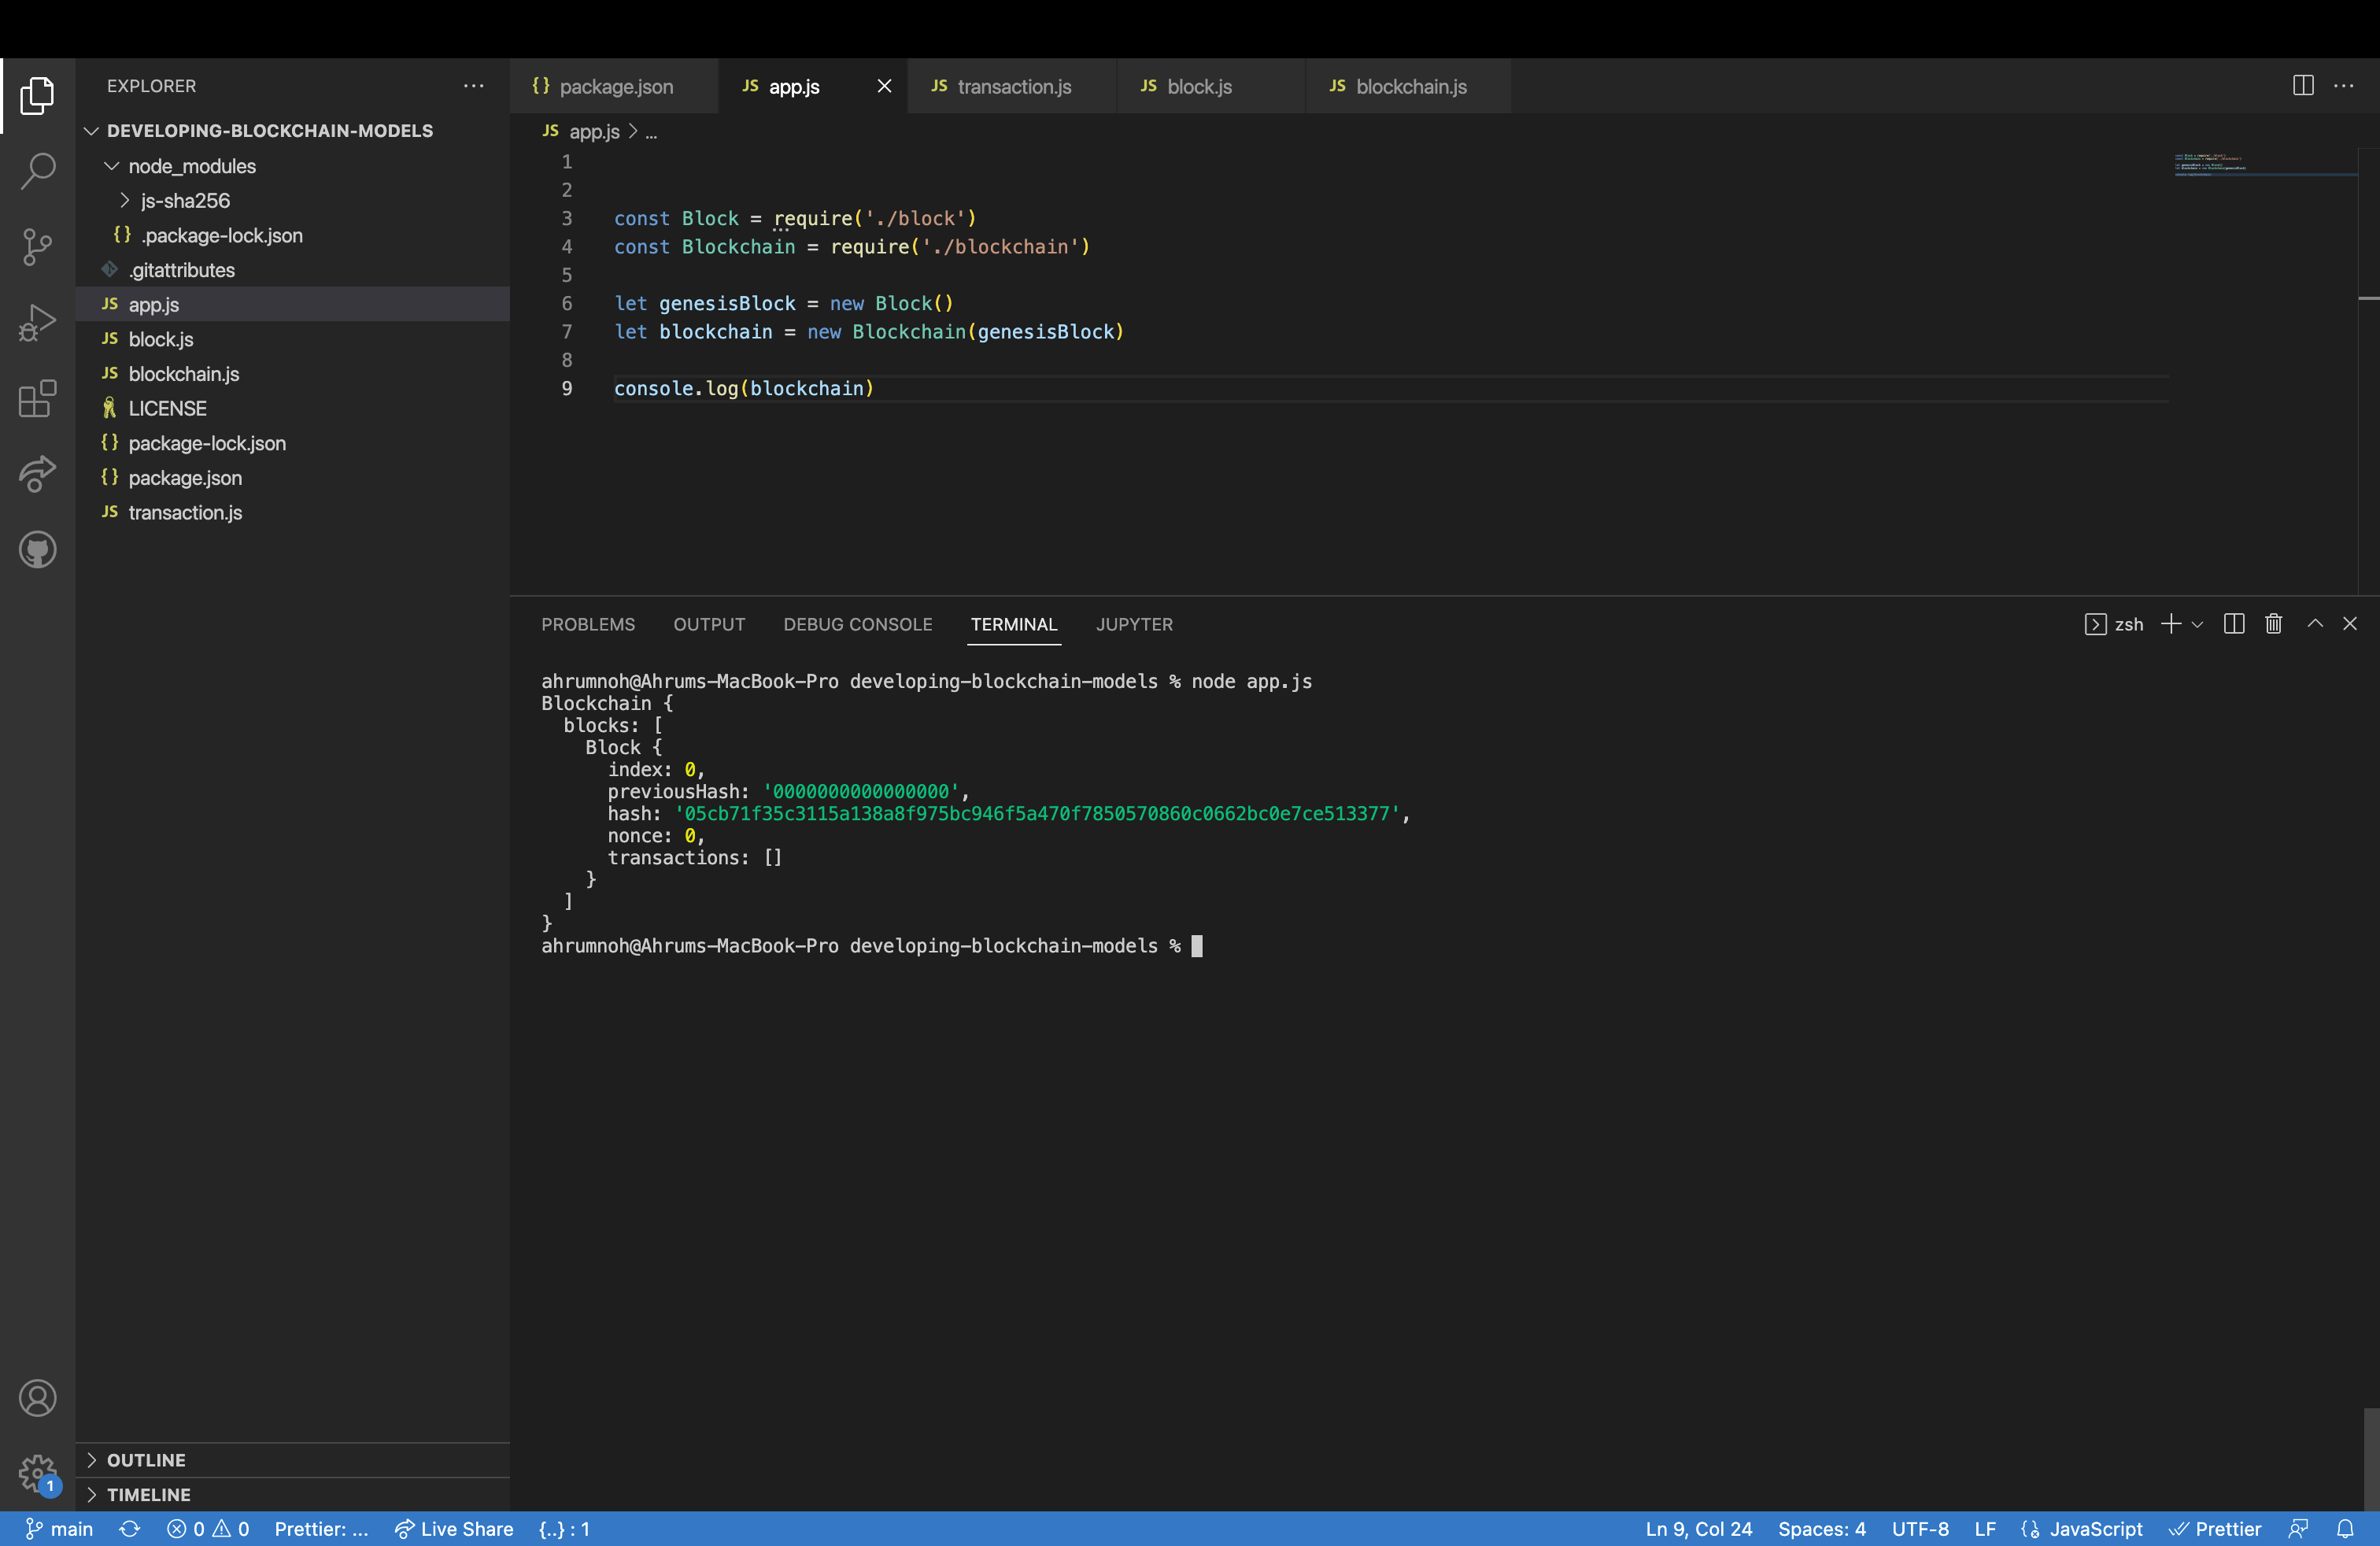 EXPLORER
DEVELOPING-BLOCKCHAIN-MODELS
node_modules
js-sha256
{} .package-lock.json
.gitattributes
JS app.js
JS block.js
JS blockchain.js
LICENSE
{} package-lock.json
{} package.json
JS transaction.js
OUTLINE
TIMELINE
{} package.json JS app.js JS transaction.js JS block.js JS blockchain.js
JS app.js > ...
1
2
3 const Block = require('./block')
4 const Blockchain = require('./blockchain')
5
6 let genesisBlock = new Block()
7 let blockchain = new Blockchain(genesisBlock)
8
9 console.log(blockchain)
PROBLEMS OUTPUT DEBUG CONSOLE TERMINAL JUPYTER zsh
ahrumnoh@Ahrums-MacBook-Pro developing-blockchain-models % node app.js
Blockchain {
  blocks: [
    Block {
      index: 0,
      previousHash: '0000000000000000',
      hash: '05cb71f35c3115a138a8f975bc946f5a470f7850570860c0662bc0e7ce513377',
      nonce: 0,
      transactions: []
    }
  ]
}
ahrumnoh@Ahrums-MacBook-Pro developing-blockchain-models %
1
main 0 0 Prettier: ... Live Share {..} : 1 Ln 9, Col 24 Spaces: 4 UTF-8 LF JavaScript Prettier